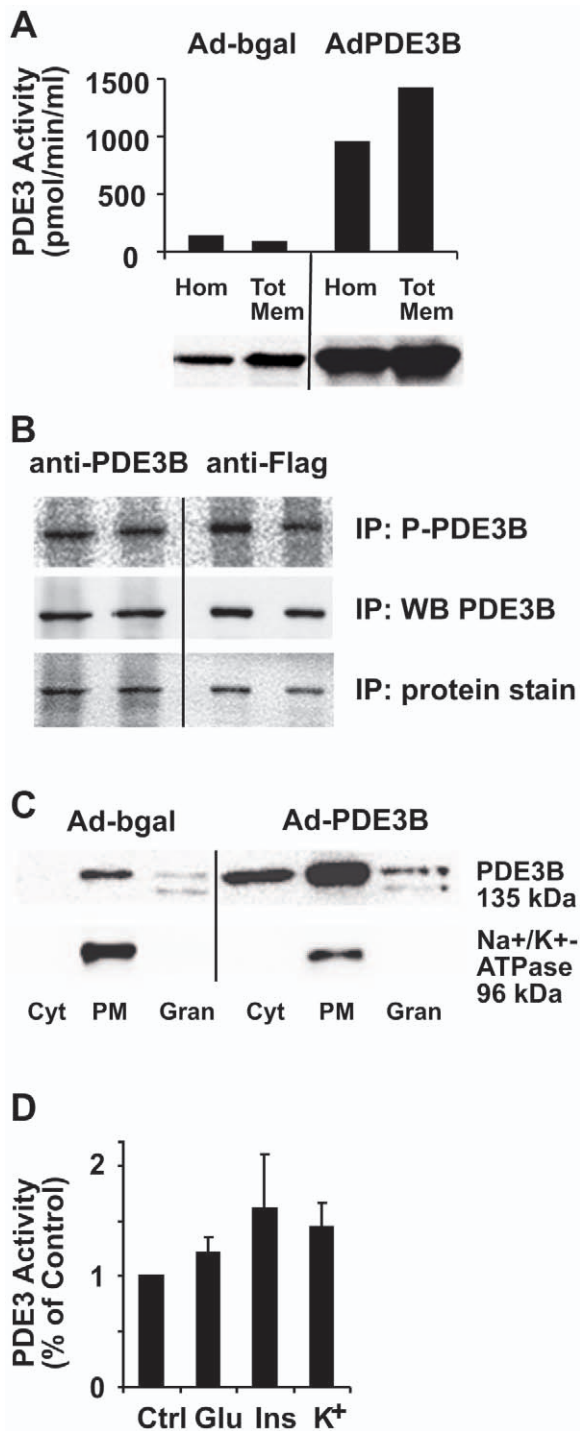 A
Ad-bgal AdPDE3B
PDE3 Activity
(pmol/min/ml)
1500
1000
500
0
Hom Tot Mem Hom Tot Mem
B
anti-PDE3B anti-Flag
IP: P-PDE3B
IP: WB PDE3B
IP: protein stain
C
Ad-bgal Ad-PDE3B
PDE3B
135 kDa
Na+/K+-
ATPase
96 kDa
Cyt PM Gran Cyt PM Gran
D
PDE3 Activity
(% of Control)
2
1
0
Ctrl Glu Ins K+